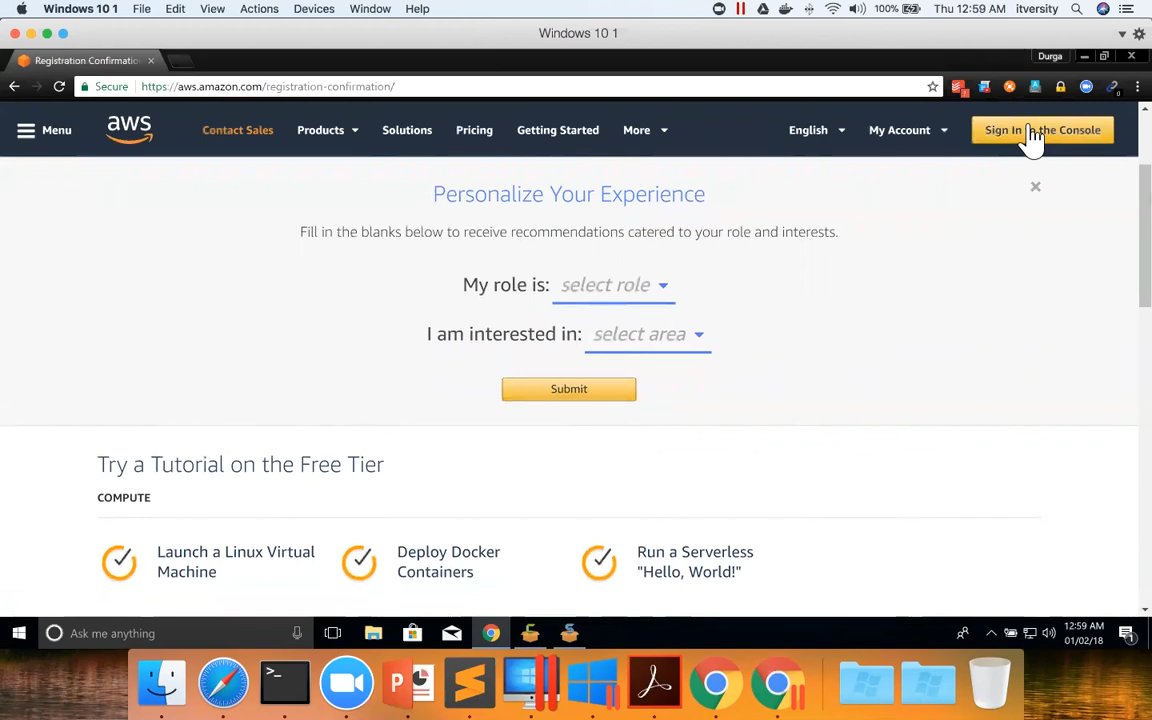 Windows 10 1 File Edit View Actions Devices Window Help 100% Thu 12:59 AM itversity
Windows 10 1
Registration Confirmatio Durga
Secure https://aws.amazon.com/registration-confirmation/
Menu aws Contact Sales Products Solutions Pricing Getting Started More English My Account Sign In the Console
Personalize Your Experience
Fill in the blanks below to receive recommendations catered to your role and interests.
My role is: select role
I am interested in: select area
Submit
Try a Tutorial on the Free Tier
COMPUTE
Launch a Linux Virtual Machine
Deploy Docker Containers
Run a Serverless "Hello, World!"
Ask me anything 12:59 AM
01/02/18